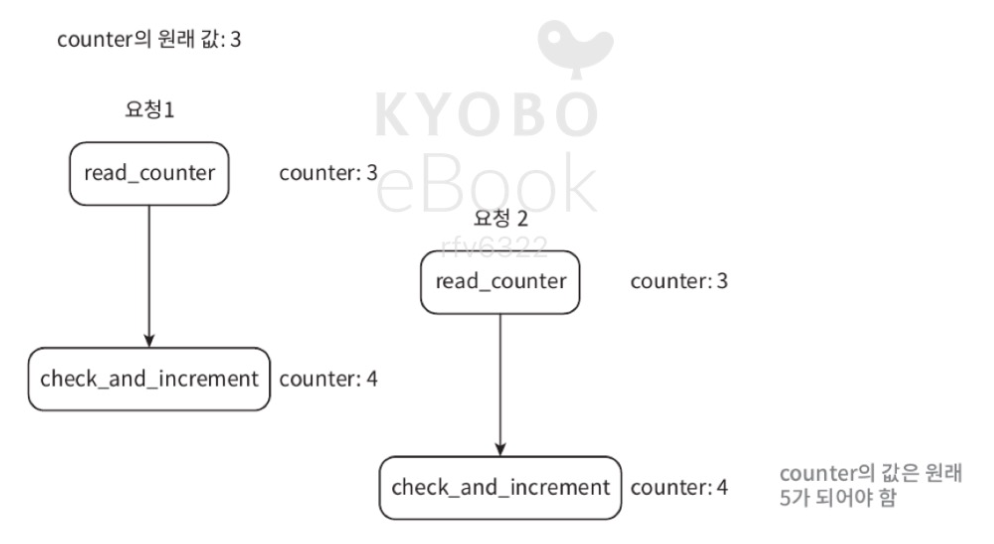 counter의 원래 값: 3
KYOBO
eBook
rfv6322
요청1
read_counter
counter: 3
요청 2
read_counter
counter: 3
check_and_increment
counter: 4
check_and_increment
counter: 4
counter의 값은 원래
5가 되어야 함